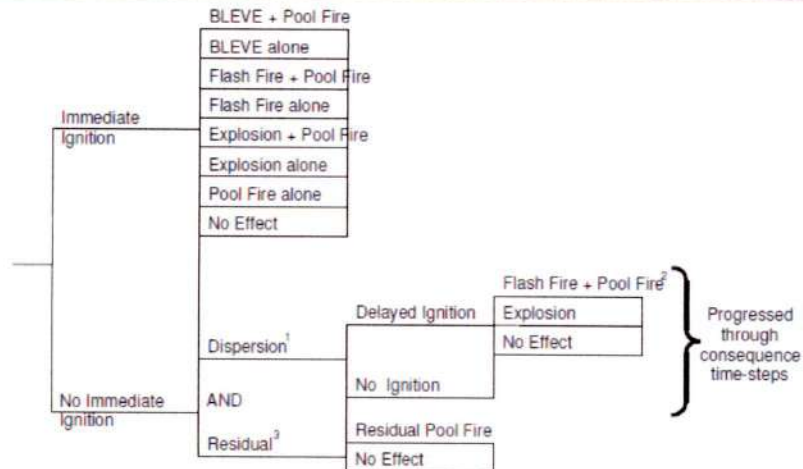 BLEVE + Pool Fire
BLEVE alone
Flash Fire + Pool Fire
Flash Fire alone
Immediate
Ignition
Explosion + Pool Fire
Explosion alone
Pool Fire alone
No Effect
Flash Fire + Pool Fire²
Delayed Ignition
Explosion
No Effect
Progressed
through
consequence
time-steps
Dispersion¹
No Ignition
No Immediate
Ignition
AND
Residual³
Residual Pool Fire
No Effect